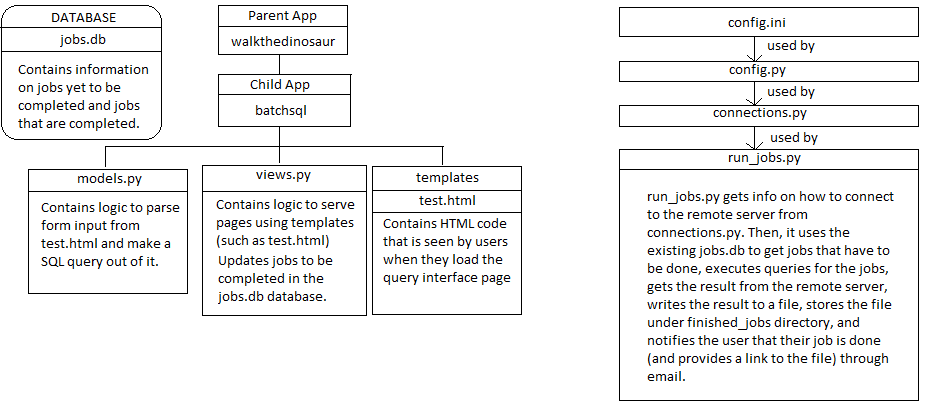 DATABASE
jobs.db
Contains information
on jobs yet to be
completed and jobs
that are completed.
Parent App
walkthedinosaur
Child App
batchsql
models.py
Contains logic to parse
form input from
test.html and make a
SQL query out of it.
views.py
Contains logic to serve
pages using templates
(such as test.html)
Updates jobs to be
completed in the
jobs.db database.
templates
test.html
Contains HTML code
that is seen by users
when they load the
query interface page
config.ini
used by
config.py
used by
connections.py
used by
run_jobs.py
run_jobs.py gets info on how to connect
to the remote server from
connections.py. Then, it uses the
existing jobs.db to get jobs that have to
be done, executes queries for the jobs,
gets the result from the remote server,
writes the result to a file, stores the file
under finished_jobs directory, and
notifies the user that their job is done
(and provides a link to the file) through
email.